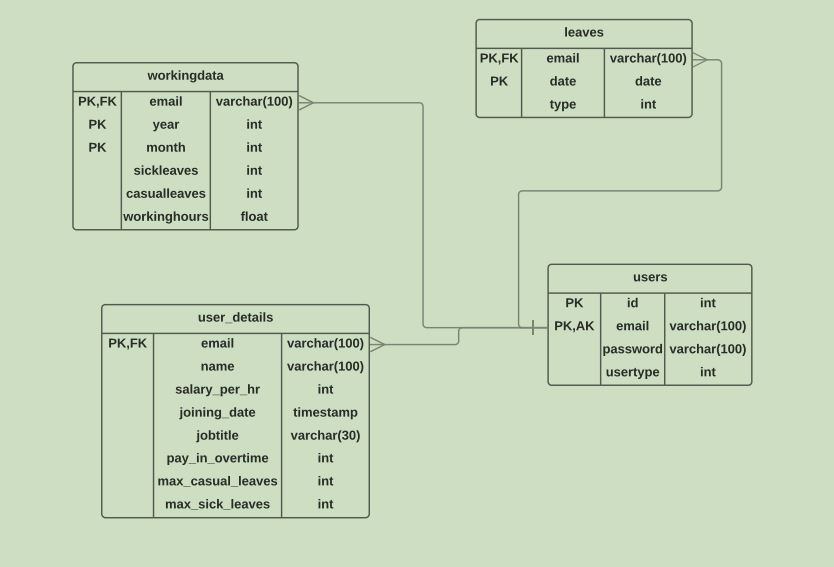 leaves
PK,FK email varchar(100)
PK date date
type int
workingdata
PK,FK email varchar(100)
PK year int
PK month int
sickleaves int
casualleaves int
workinghours float
users
PK id int
PK,AK email varchar(100)
password varchar(100)
usertype int
user_details
PK,FK email varchar(100)
name varchar(100)
salary_per_hr int
joining_date timestamp
jobtitle varchar(30)
pay_in_overtime int
max_casual_leaves int
max_sick_leaves int